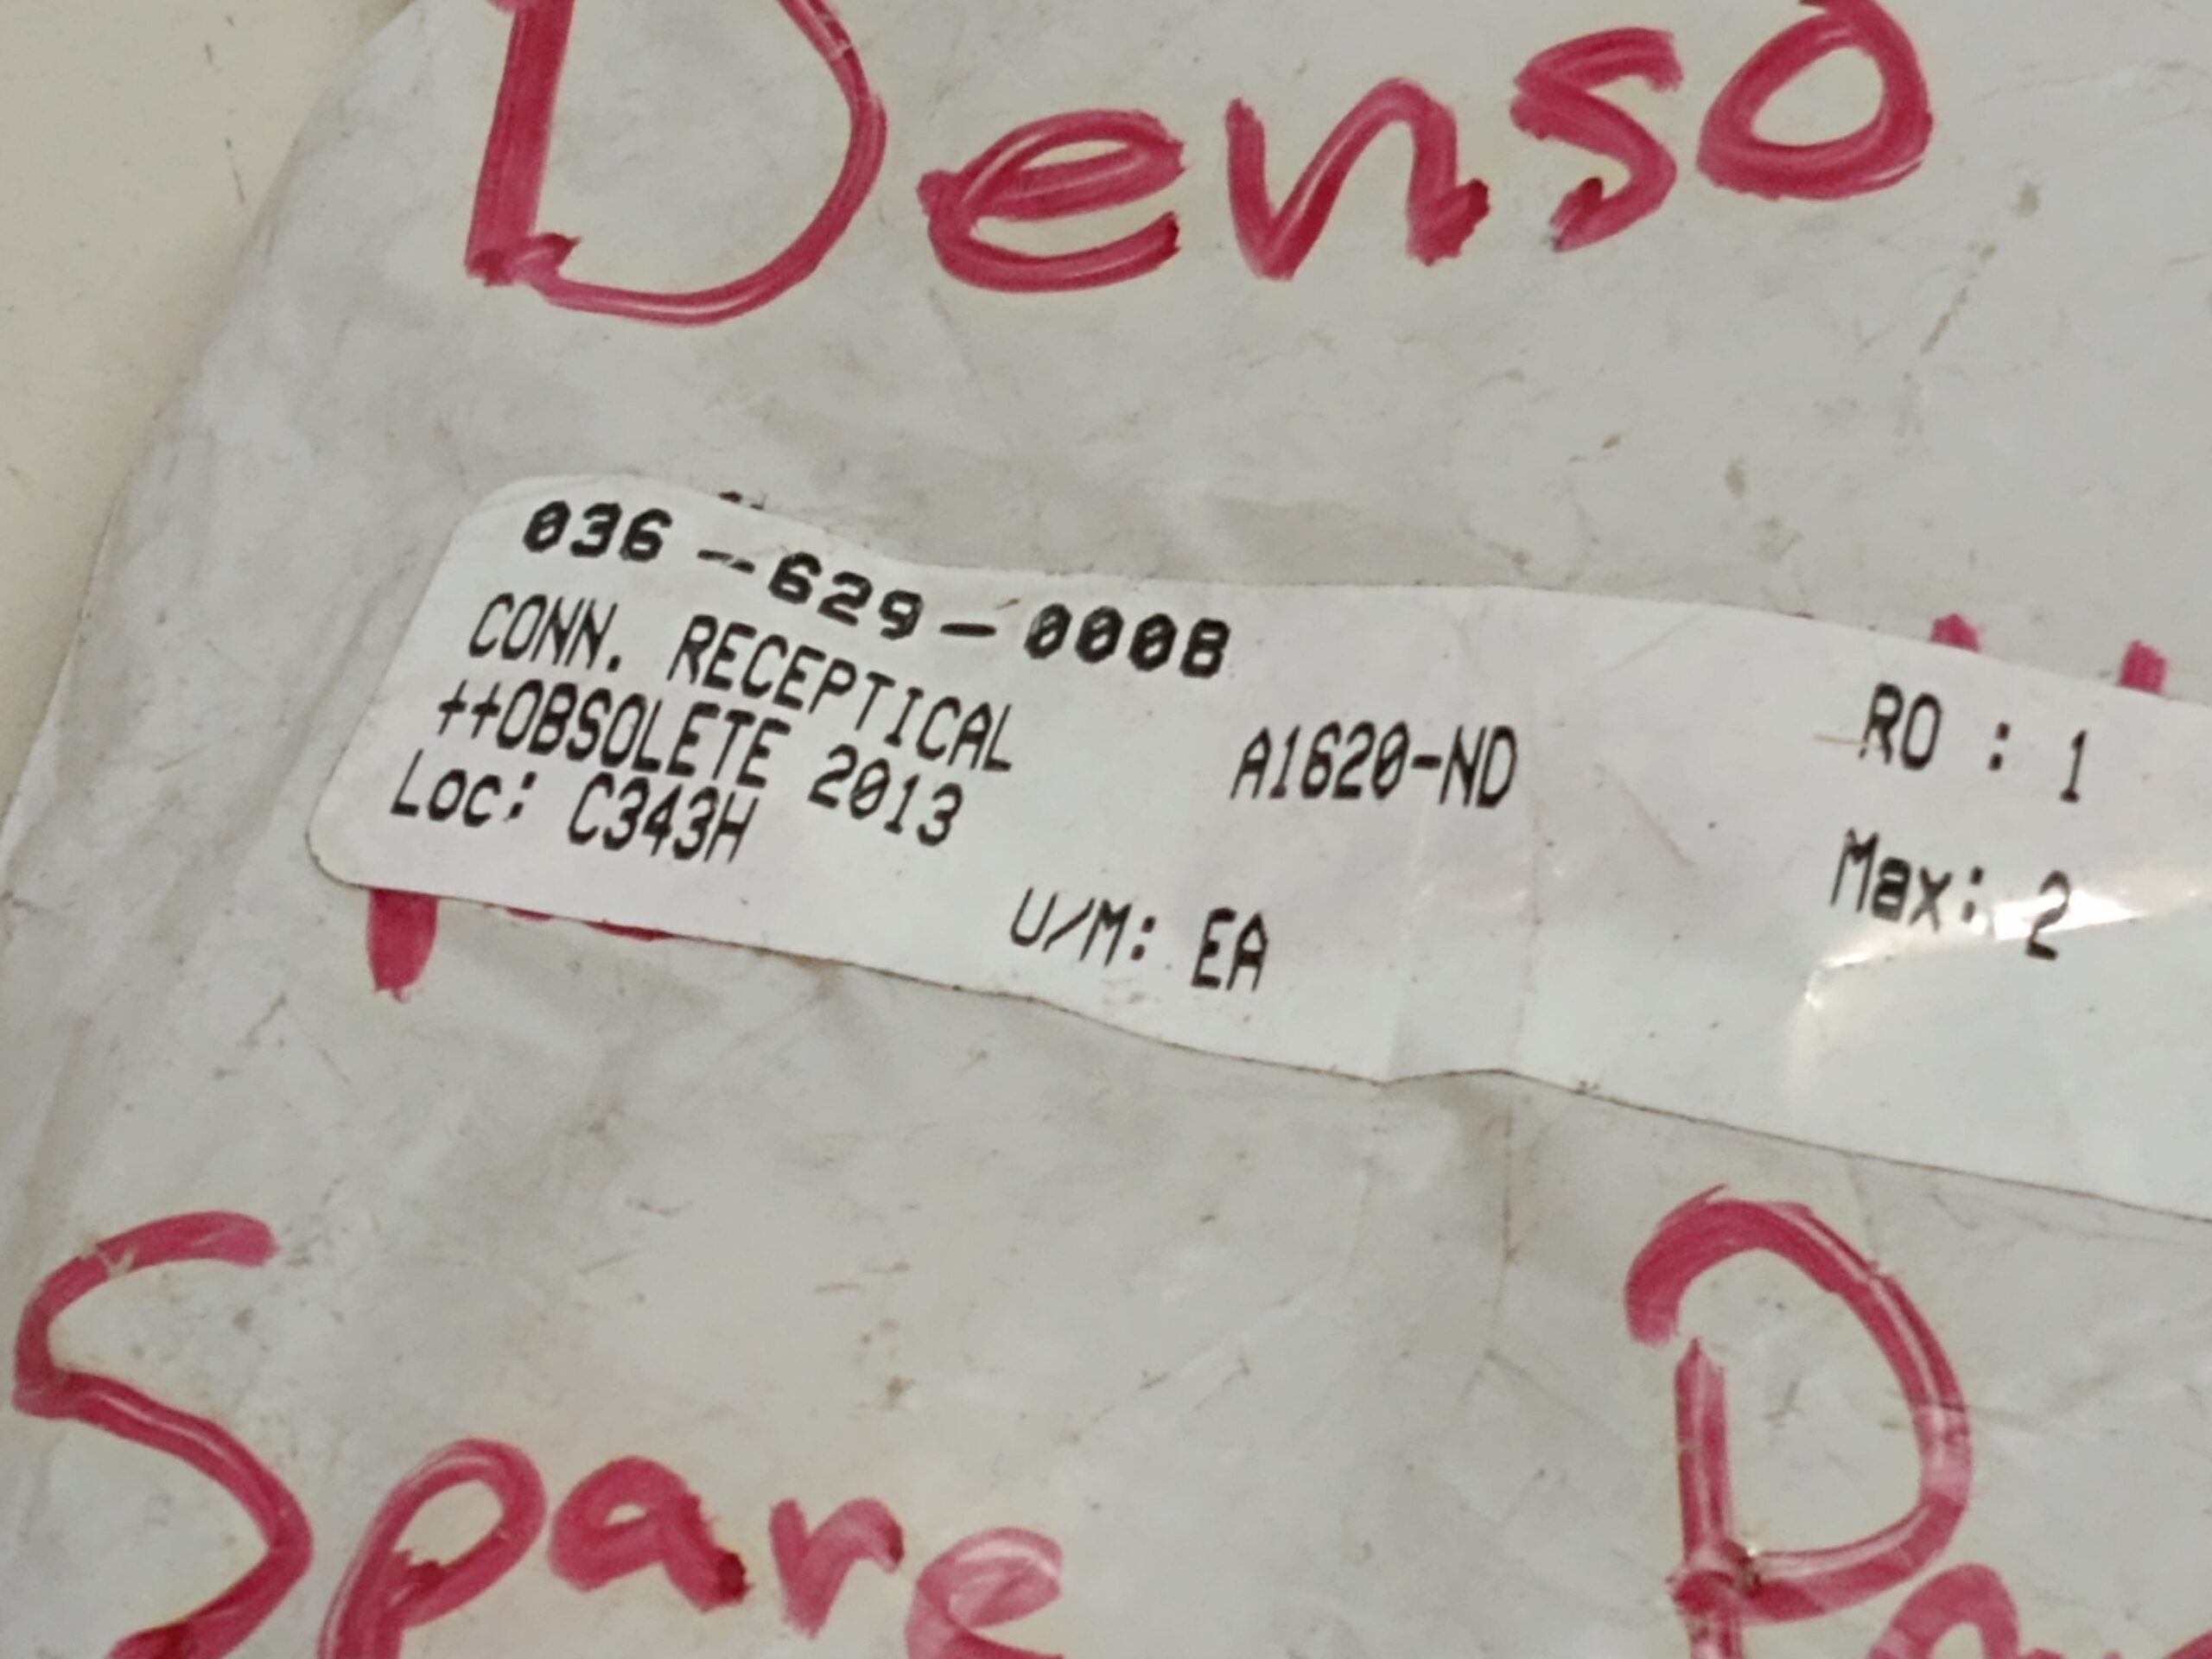 Denso
036-629-0008
CONN. RECEPTICAL
++OBSOLETE 2013
A1620-ND
RO : 1
Loc: C343H
U/M: EA
Max: 2
Spare